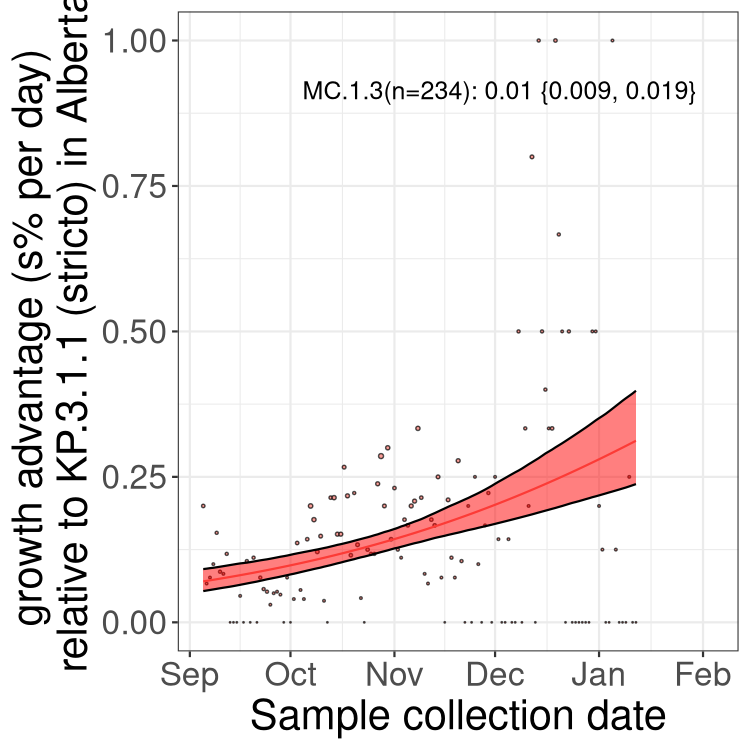 growth advantage (s% per day)
relative to KP.3.1.1 (stricto) in Alberta
1.00
0.75
0.50
0.25
0.00
MC.1.3(n=234): 0.01 {0.009, 0.019}
Sep Oct Nov Dec Jan Feb
Sample collection date